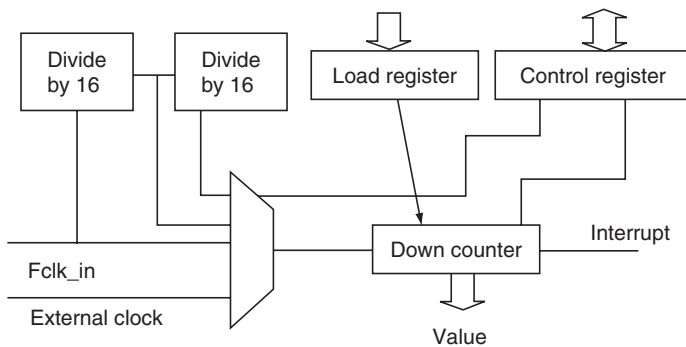 Divide
by 16
Divide
by 16
Load register
Control register
Down counter
Interrupt
Fclk_in
External clock
Value